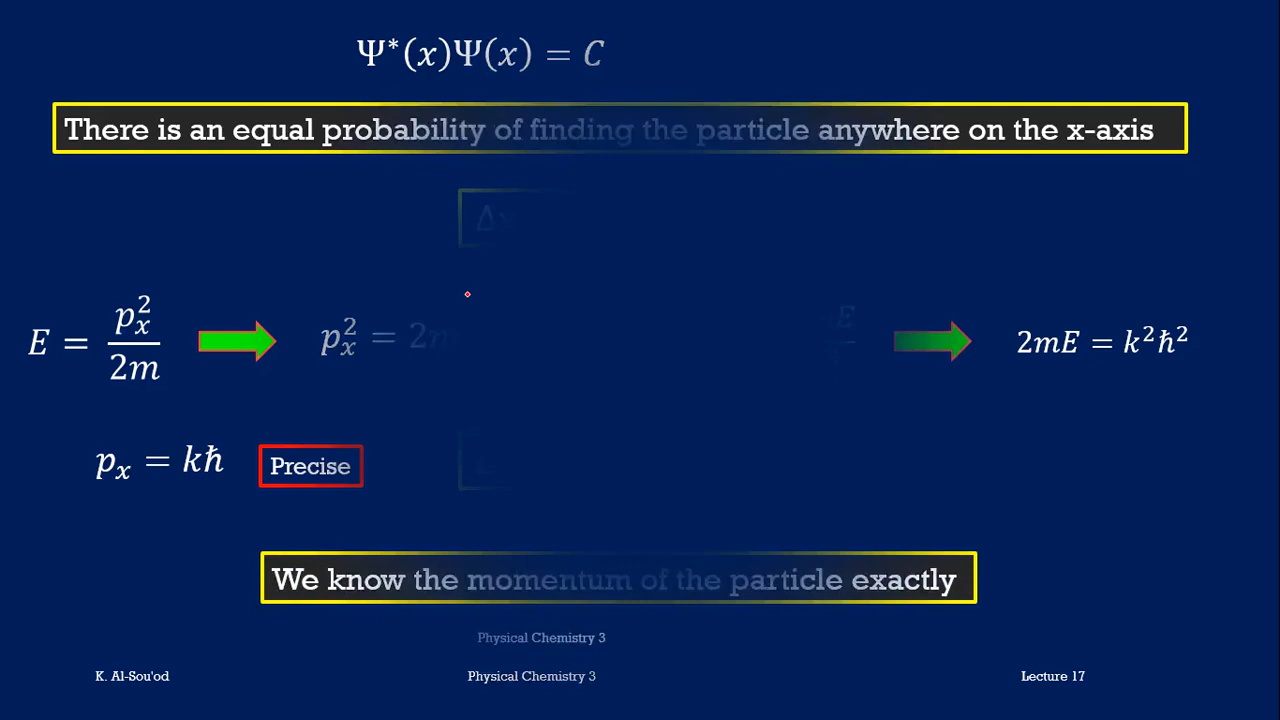 Ψ*(x)Ψ(x) = C
There is an equal probability of finding the particle anywhere on the x-axis
Δx
E = p_x^2 / 2m
p_x^2 = 2m
2mE = k²ħ²
p_x = kħ
Precise
We know the momentum of the particle exactly
Physical Chemistry 3
K. Al-Sou'od
Physical Chemistry 3
Lecture 17